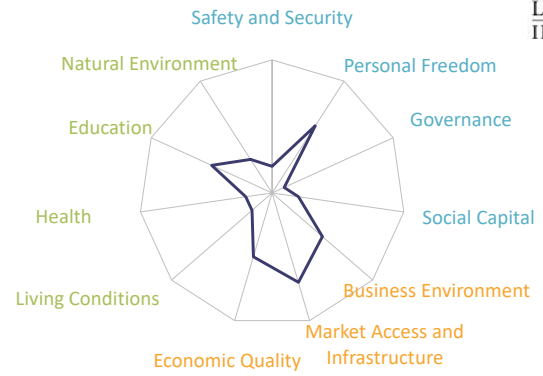 Safety and Security
Natural Environment
Personal Freedom
Education
Governance
Health
Social Capital
Living Conditions
Business Environment
Market Access and
Infrastructure
Economic Quality